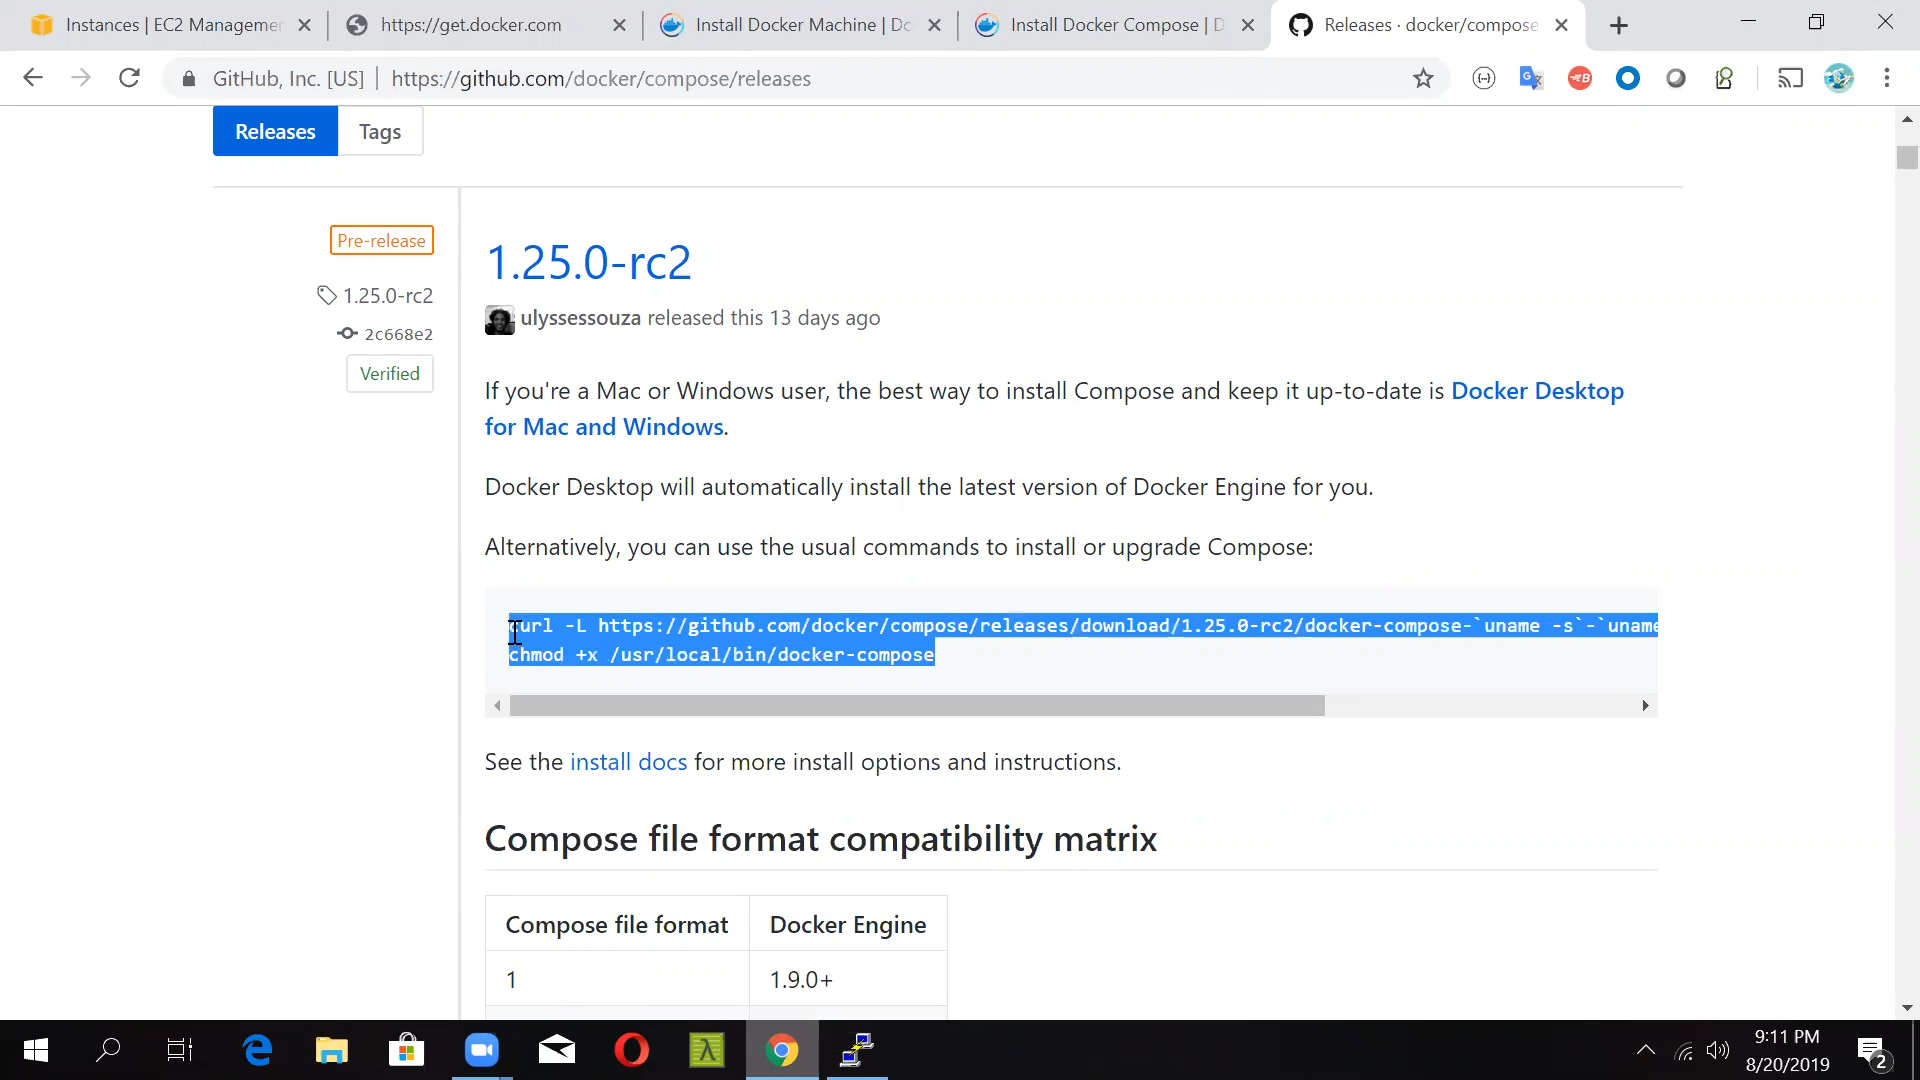 Instances | EC2 Managemer
https://get.docker.com
Install Docker Machine | Do
Install Docker Compose | D
Releases · docker/compose
GitHub, Inc. [US] | https://github.com/docker/compose/releases
Releases
Tags
Pre-release
1.25.0-rc2
2c668e2
Verified
1.25.0-rc2
ulyssessouza released this 13 days ago
If you're a Mac or Windows user, the best way to install Compose and keep it up-to-date is Docker Desktop
for Mac and Windows.
Docker Desktop will automatically install the latest version of Docker Engine for you.
Alternatively, you can use the usual commands to install or upgrade Compose:
curl -L https://github.com/docker/compose/releases/download/1.25.0-rc2/docker-compose-`uname -s`-`uname
chmod +x /usr/local/bin/docker-compose
See the install docs for more install options and instructions.
Compose file format compatibility matrix
Compose file format Docker Engine
1 1.9.0+
9:11 PM
8/20/2019
2